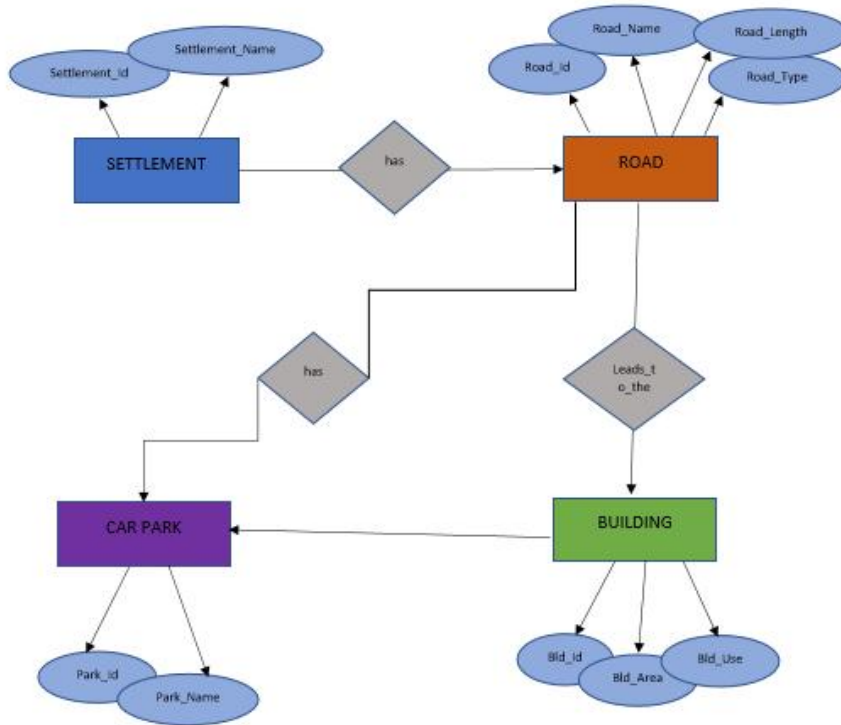 Settlement_Id
Settlement_Name
Road_Id
Road_Name
Road_Length
Road_Type
SETTLEMENT
has
ROAD
has
Leads_t
o_the
CAR PARK
BUILDING
Park_Id
Park_Name
Bld_Id
Bld_Area
Bld_Use